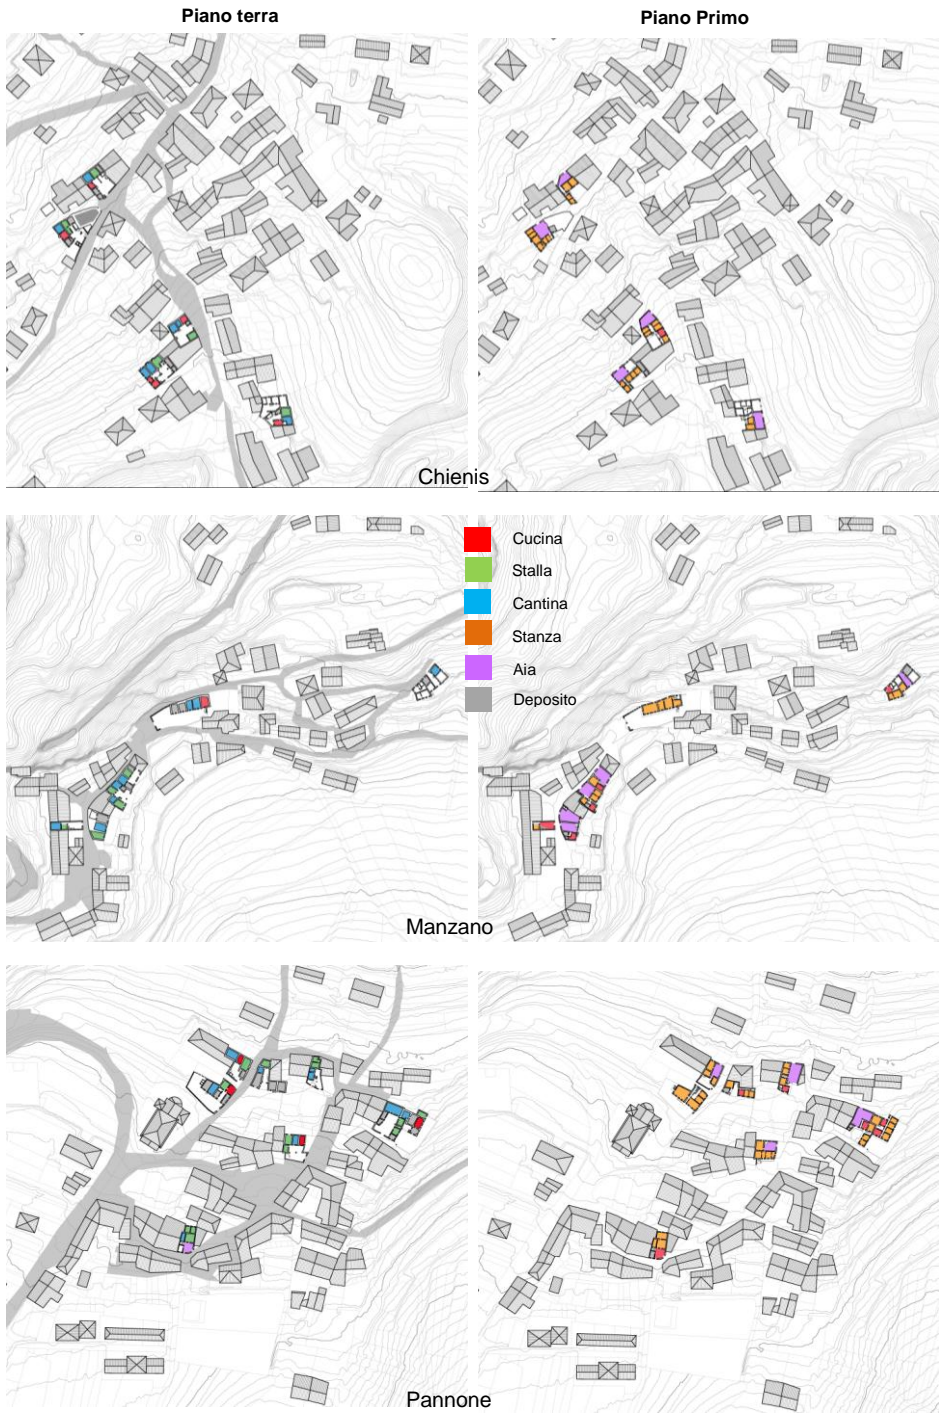 Piano terra
Piano Primo
Chienis
Cucina
Stalla
Cantina
Stanza
Aia
Deposito
Manzano
Pannone